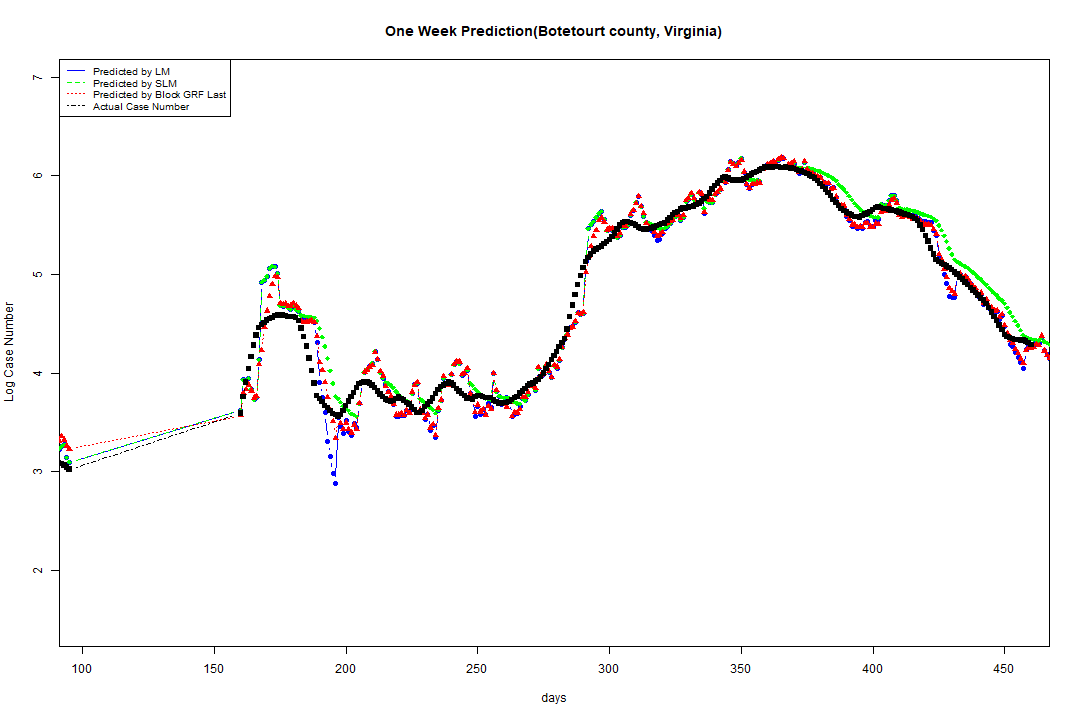 One Week Prediction(Botetourt county, Virginia)
Predicted by LM
Predicted by SLM
Predicted by Block GRF Last
Actual Case Number
7
6
5
4
3
2
Log Case Number
100 150 200 250 300 350 400 450
days